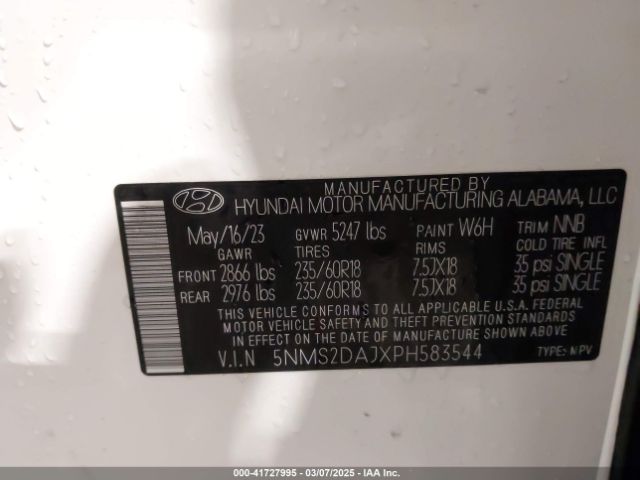 MANUFACTURED BY
HYUNDAI MOTOR MANUFACTURING ALABAMA, LLC
May/16/23 GVWR 5247 lbs PAINT W6H TRIM NNB
GAWR TIRES RIMS COLD TIRE INFL
FRONT 2866 lbs 235/60R18 7.5JX18 35 psi SINGLE
REAR 2976 lbs 235/60R18 7.5JX18 35 psi SINGLE
THIS VEHICLE CONFORMS TO ALL APPLICABLE U.S.A. FEDERAL
MOTOR VEHICLE SAFETY AND THEFT PREVENTION STANDARDS
IN EFFECT ON THE DATE OF MANUFACTURE SHOWN ABOVE.
V.I.N 5NMS2DAJXPH583544 TYPE: MPV
000-41727995 - 03/07/2025 - IAA Inc.